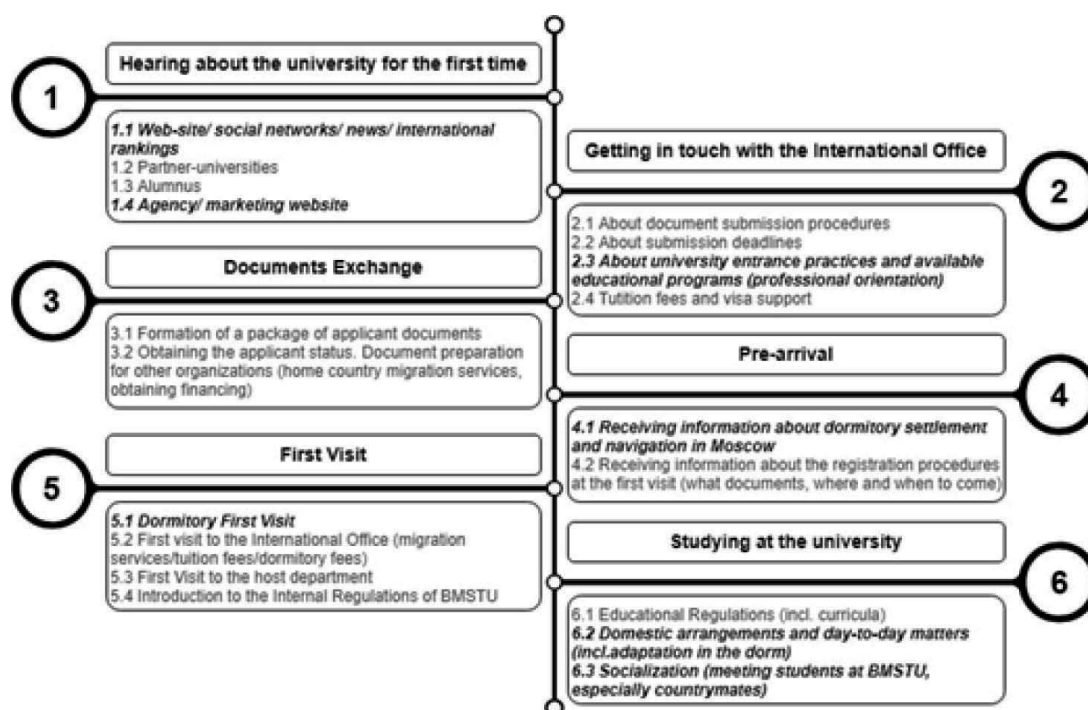 1
Hearing about the university for the first time
1.1 Web-site/ social networks/ news/ international
rankings
1.2 Partner-universities
1.3 Alumnus
1.4 Agency/ marketing website
2
Getting in touch with the International Office
2.1 About document submission procedures
2.2 About submission deadlines
2.3 About university entrance practices and available
educational programs (professional orientation)
2.4 Tutition fees and visa support
3
Documents Exchange
3.1 Formation of a package of applicant documents
3.2 Obtaining the applicant status. Document preparation
for other organizations (home country migration services,
obtaining financing)
4
Pre-arrival
4.1 Receiving information about dormitory settlement
and navigation in Moscow
4.2 Receiving information about the registration procedures
at the first visit (what documents, where and when to come)
5
First Visit
5.1 Dormitory First Visit
5.2 First visit to the International Office (migration
services/tuition fees/dormitory fees)
5.3 First Visit to the host department
5.4 Introduction to the Internal Regulations of BMSTU
6
Studying at the university
6.1 Educational Regulations (incl. curricula)
6.2 Domestic arrangements and day-to-day matters
(incl.adaptation in the dorm)
6.3 Socialization (meeting students at BMSTU,
especially countrymates)